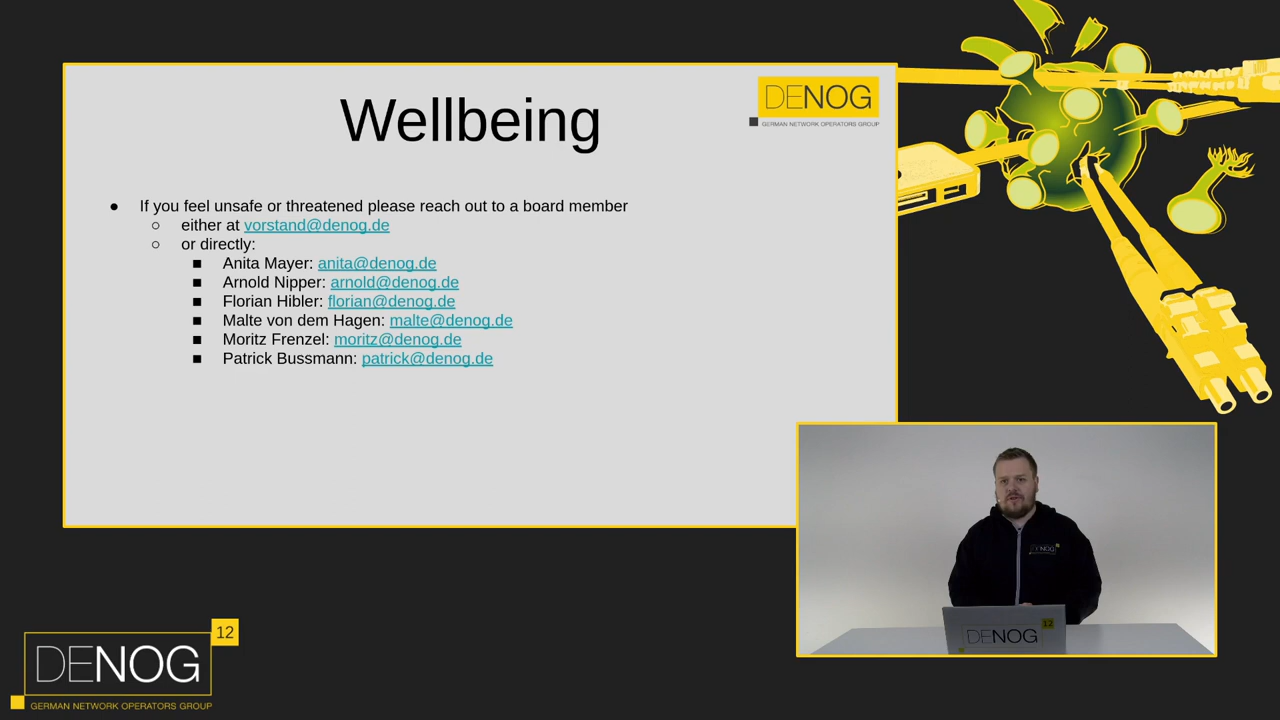 Wellbeing
DENOG
GERMAN NETWORK OPERATORS GROUP
● If you feel unsafe or threatened please reach out to a board member
○ either at vorstand@denog.de
○ or directly:
■ Anita Mayer: anita@denog.de
■ Arnold Nipper: arnold@denog.de
■ Florian Hibler: florian@denog.de
■ Malte von dem Hagen: malte@denog.de
■ Moritz Frenzel: moritz@denog.de
■ Patrick Bussmann: patrick@denog.de
DENOG
12
DENOG
12
DENOG
GERMAN NETWORK OPERATORS GROUP